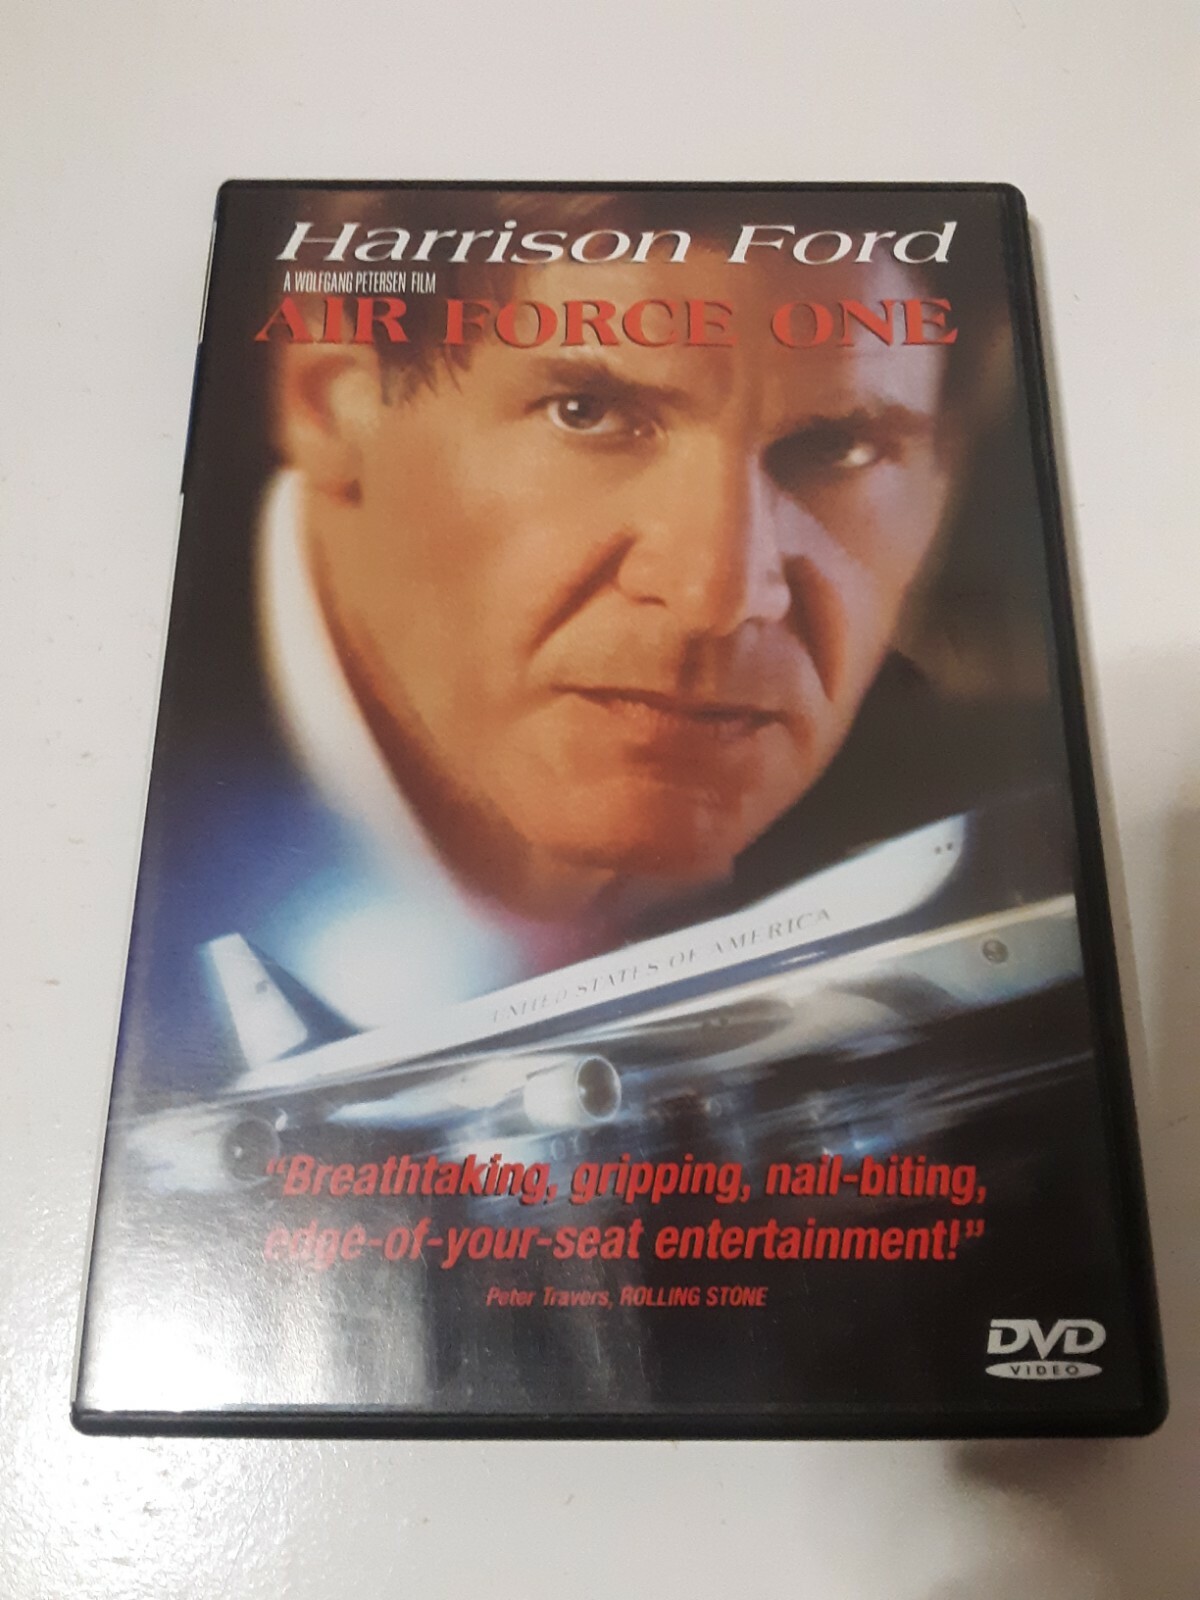 Harrison Ford
A WOLFGANG PETERSEN FILM
AIR FORCE ONE
UNITED STATES OF AMERICA
"Breathtaking, gripping, nail-biting,
edge-of-your-seat entertainment!"
Peter Travers, ROLLING STONE
DVD
VIDEO